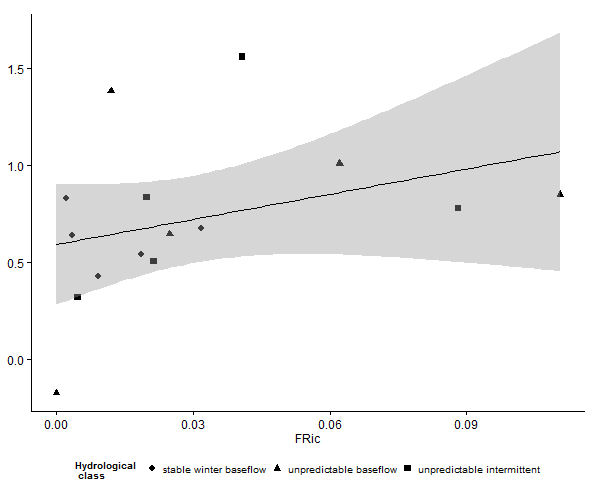 1.5
1.0
0.5
0.0
0.00 0.03 0.06 0.09
FRic
Hydrological
class
stable winter baseflow unpredictable baseflow unpredictable intermittent